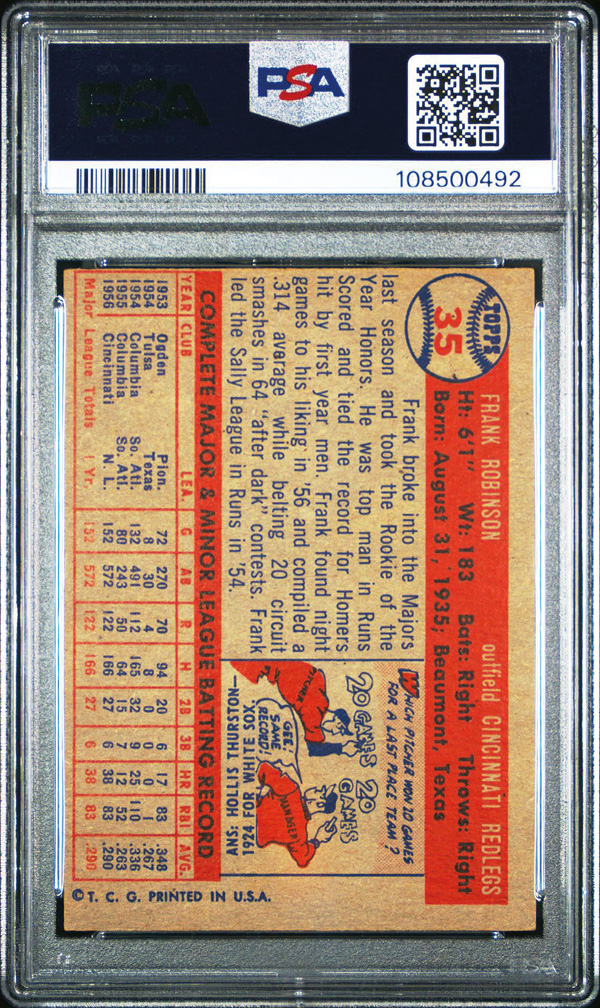 PSA
PSA
108500492
TOPPS
35
FRANK ROBINSON outfield CINCINNATI REDLEGS
Ht: 6'1" Wt: 183 Bats: Right Throws: Right
Born: August 31, 1935; Beaumont, Texas
Frank broke into the Majors
last season and took the Rookie of the
Year Honors. He was top man in Runs
Scored and tied the record for Homers
hit by first year men. Frank found night
games to his liking in '56 and compiled a
.314 average while belting 20 circuit
smashes in 64 "after dark" contests. Frank
led the Sally League in Runs in '54.
WHICH PITCHER WON 20 GAMES
FOR A LAST PLACE TEAM?
20 GAMES
20 GAMES
PITCHER
GEE!
SAME
RECORD!
MANAGER
ANS: HOLLIS THURSTON—
1924 FOR WHITE SOX
COMPLETE MAJOR & MINOR LEAGUE BATTING RECORD
YEAR CLUB LEA. G AB R H 2B 3B HR RBI AVG.
1953 Ogden Pion. 72 270 70 94 20 6 17 83 .348
1954 Tulsa Texas 8 30 4 8 0 0 0 1 .267
1954 Columbia So. Atl. 132 491 112 165 32 9 25 110 .336
1955 Columbia So. Atl. 80 243 50 64 15 7 12 52 .263
1956 Cincinnati N. L. 152 572 122 166 27 6 38 83 .290
Major League Totals 1 Yr. 152 572 122 166 27 6 38 83 .290
© T. C. G. PRINTED IN U.S.A.